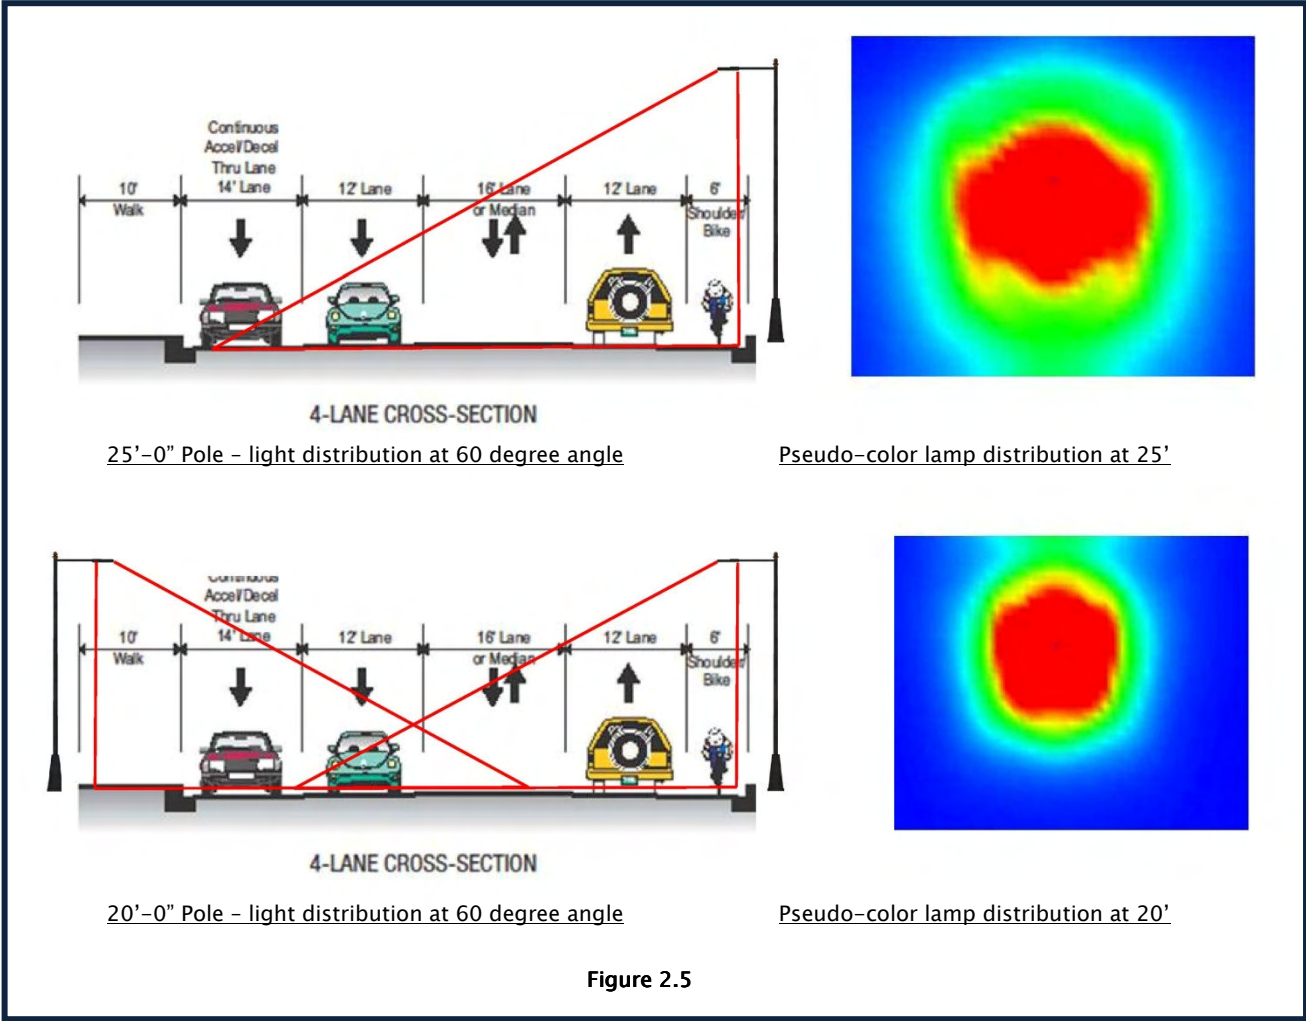 Continuous
Accel/Decel
Thru Lane
10' 14' Lane 12' Lane 16' Lane 12' Lane 6'
Walk or Median Shoulder/
Bike
4-LANE CROSS-SECTION
25'-0" Pole – light distribution at 60 degree angle Pseudo-color lamp distribution at 25'
Continuous
Accel/Decel
Thru Lane
10' 14' Lane 12' Lane 16' Lane 12' Lane 6'
Walk or Median Shoulder/
Bike
4-LANE CROSS-SECTION
20'-0" Pole – light distribution at 60 degree angle Pseudo-color lamp distribution at 20'
Figure 2.5